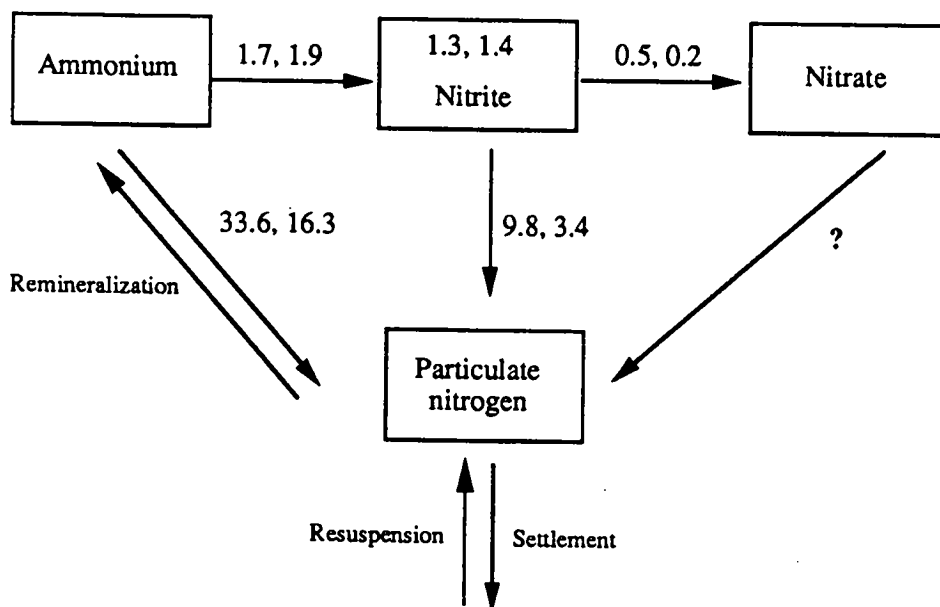 Ammonium
1.7, 1.9
1.3, 1.4
Nitrite
0.5, 0.2
Nitrate
33.6, 16.3
9.8, 3.4
?
Remineralization
Particulate
nitrogen
Resuspension
Settlement